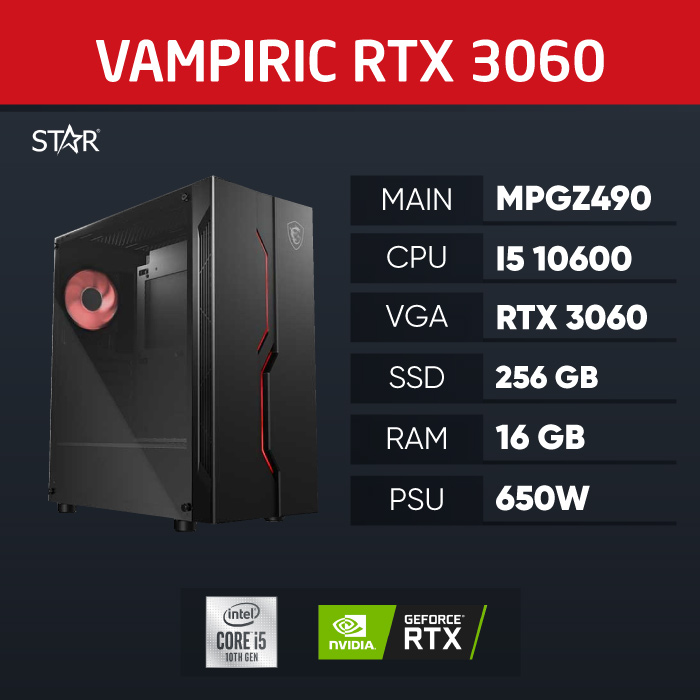 VAMPIRIC RTX 3060
STAR®
MAIN MPGZ490
CPU I5 10600
VGA RTX 3060
SSD 256 GB
RAM 16 GB
PSU 650W
intel
CORE i5
10TH GEN
NVIDIA.
GEFORCE®
RTX